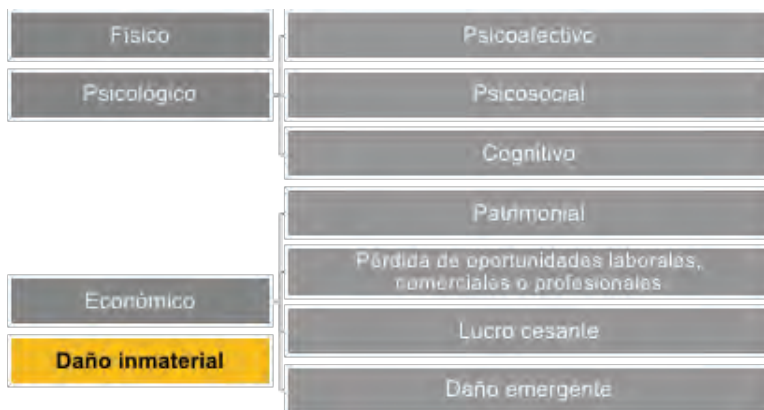 Físico
Psicológico
Psicoafectivo
Psicosocial
Cognitivo
Económico
Patrimonial
Pérdida de oportunidades laborales,
comerciales o profesionales
Lucro cesante
Daño emergente
Daño inmaterial